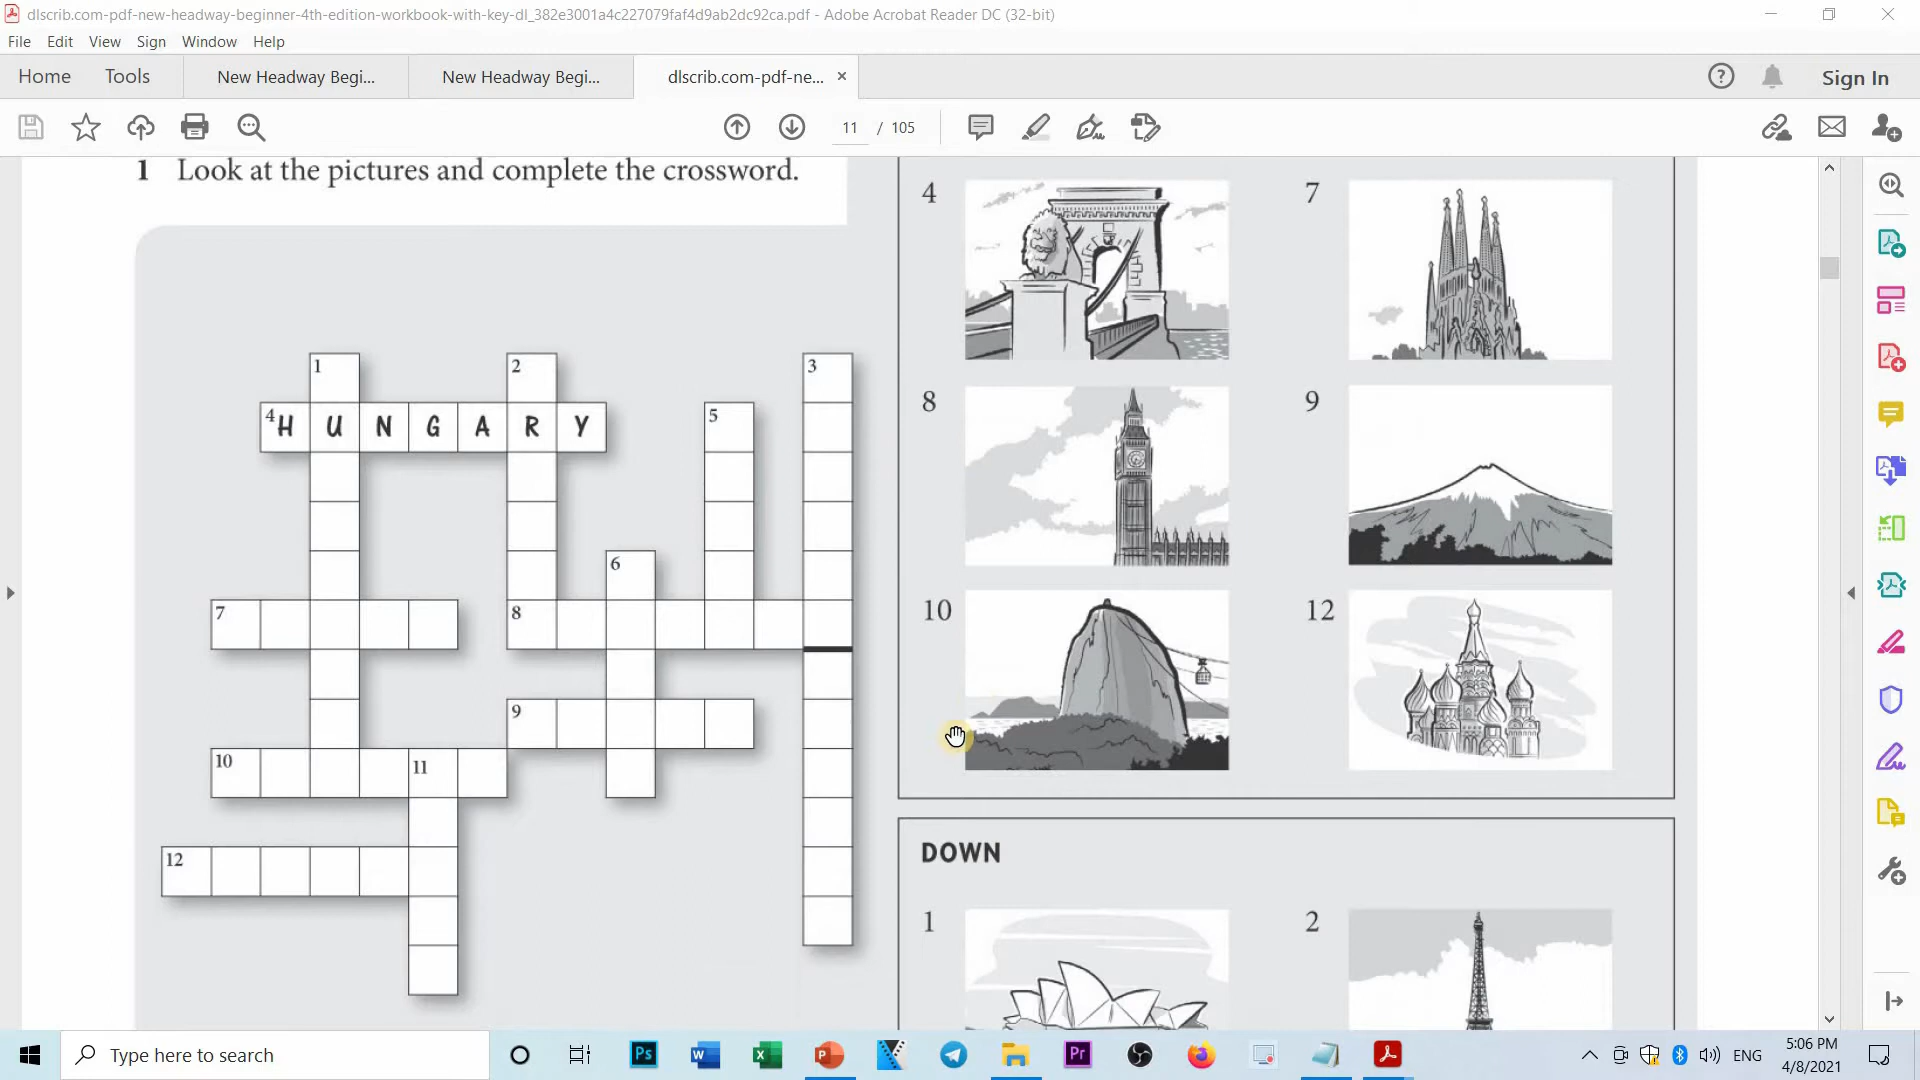 dlscrib.com-pdf-new-headway-beginner-4th-edition-workbook-with-key-dl_382e3001a4c227079faf4d9ab2dc92ca.pdf - Adobe Acrobat Reader DC (32-bit)
File Edit View Sign Window Help
Home Tools New Headway Begi... New Headway Begi... dlscrib.com-pdf-ne... × ? Sign In
11 / 105
1 Look at the pictures and complete the crossword.
1 2 3
4 H U N G A R Y 5
6
7 8
9
10 11
12
4 7
8 9
10 12
DOWN
1 2
Type here to search Ps W X P Pr ENG
5:06 PM
4/8/2021